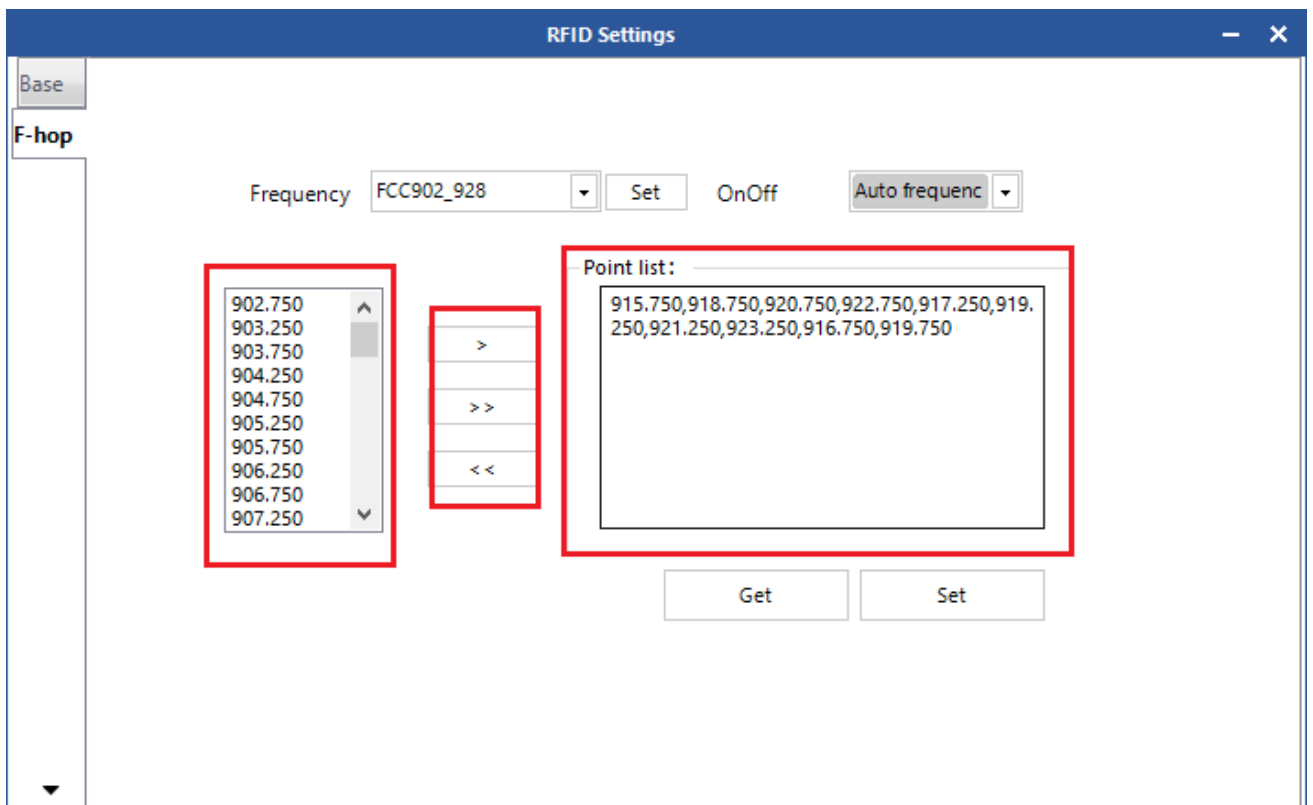 RFID Settings
Base
F-hop
Frequency FCC902_928 Set OnOff Auto frequenc
Point list:
902.750
903.250
903.750
904.250
904.750
905.250
905.750
906.250
906.750
907.250
>
>>
<<
915.750,918.750,920.750,922.750,917.250,919.
250,921.250,923.250,916.750,919.750
Get Set